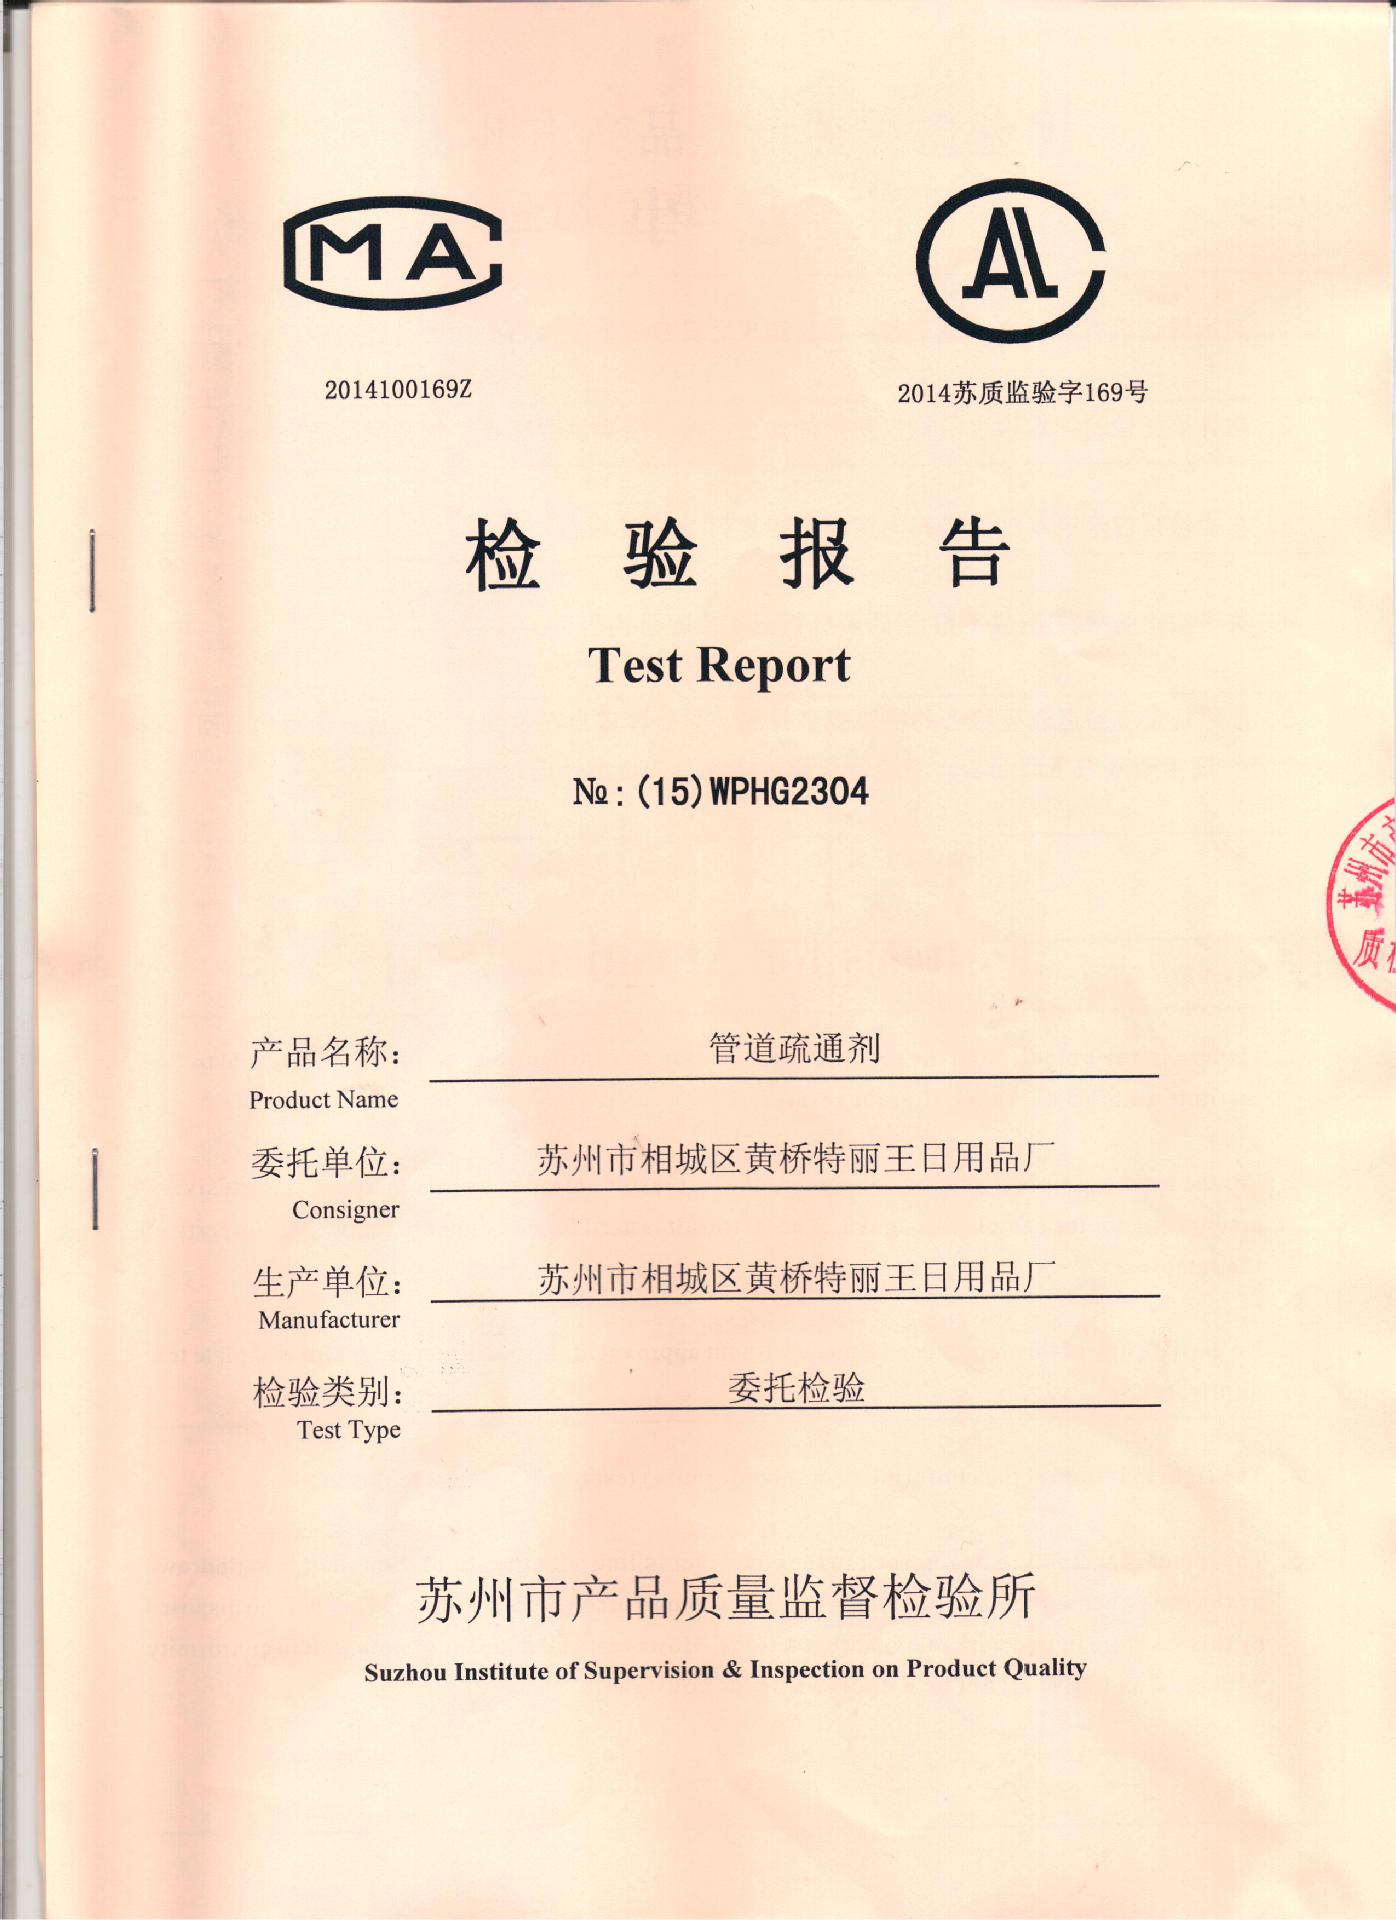 MA
AL
2014100169Z
2014苏质监验字169号
检验报告
Test Report
№:(15)WPHG2304
苏州市
质
产品名称： 管道疏通剂
Product Name
委托单位： 苏州市相城区黄桥特丽王日用品厂
Consigner
生产单位： 苏州市相城区黄桥特丽王日用品厂
Manufacturer
检验类别： 委托检验
Test Type
苏州市产品质量监督检验所
Suzhou Institute of Supervision & Inspection on Product Quality